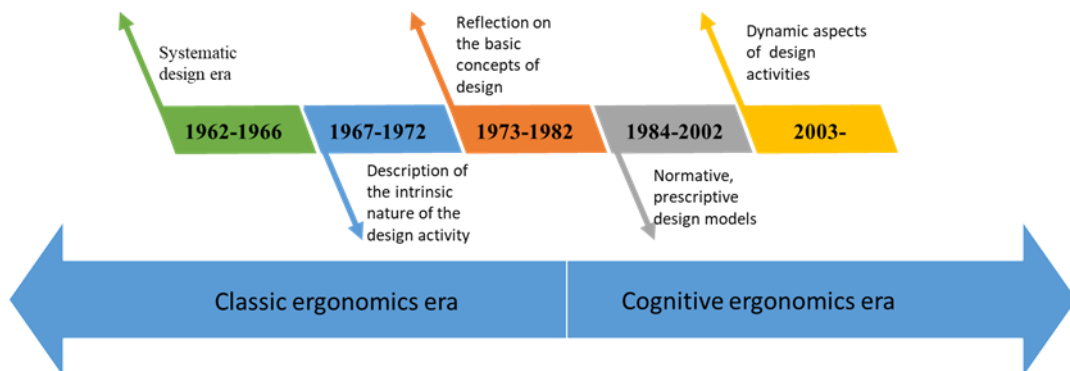 Systematic
design era
Reflection on
the basic
concepts of
design
Dynamic aspects
of design
activities
1962-1966
1967-1972
1973-1982
1984-2002
2003-
Description of
the intrinsic
nature of the
design activity
Normative,
prescriptive
design models
Classic ergonomics era
Cognitive ergonomics era